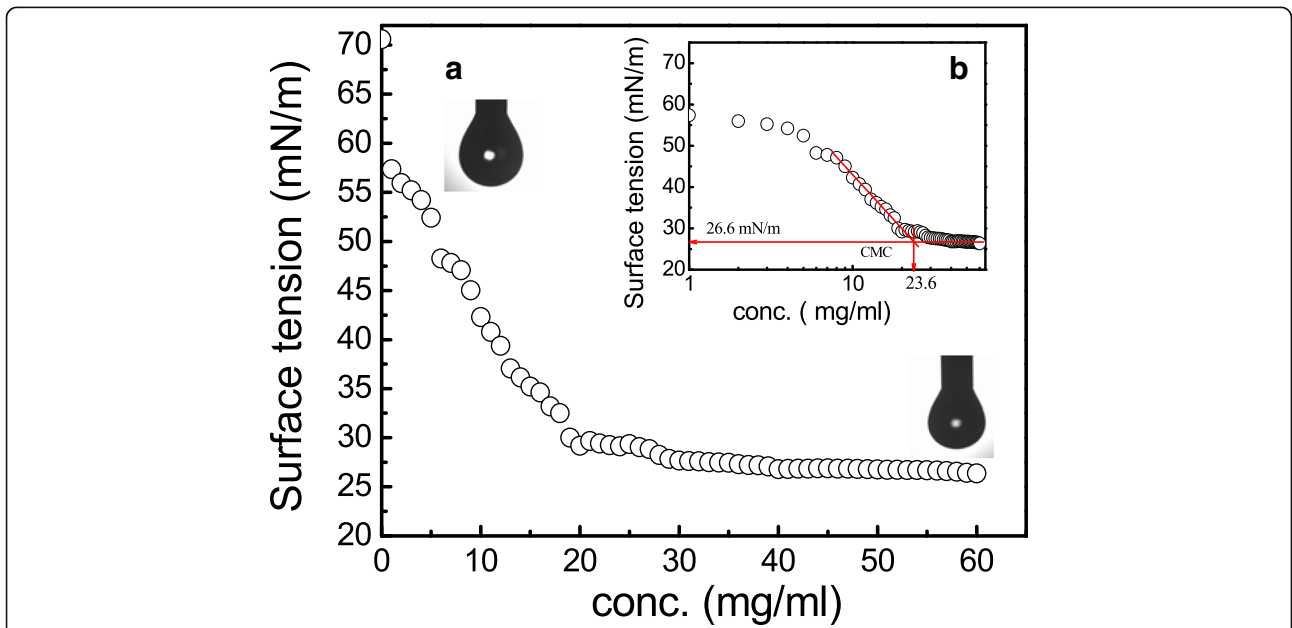 a
Surface tension (mN/m)
70
65
60
55
50
45
40
35
30
25
20
0 10 20 30 40 50 60
conc. (mg/ml)
b
Surface tension (mN/m)
70
60
50
40
30
20
26.6 mN/m
CMC
1 10 23.6
conc. ( mg/ml)